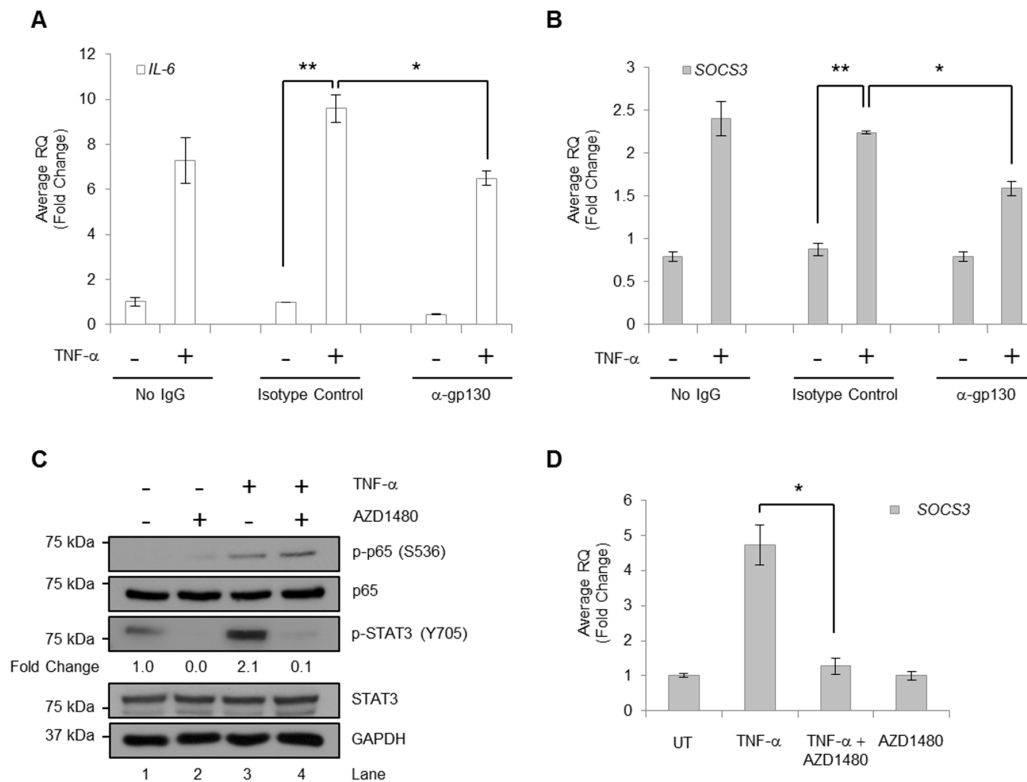 A
Average RQ
(Fold Change)
12
10
8
6
4
2
0
IL-6
**
*
TNF-α
- + - + - +
No IgG Isotype Control α-gp130
B
Average RQ
(Fold Change)
3
2.5
2
1.5
1
0.5
0
SOCS3
**
*
TNF-α
- + - + - +
No IgG Isotype Control α-gp130
C
- - + + TNF-α
- + - + AZD1480
75 kDa p-p65 (S536)
75 kDa p65
75 kDa p-STAT3 (Y705)
Fold Change 1.0 0.0 2.1 0.1
75 kDa STAT3
37 kDa GAPDH
1 2 3 4 Lane
D
Average RQ
(Fold Change)
6
5
4
3
2
1
0
SOCS3
*
UT TNF-α TNF-α + AZD1480
AZD1480